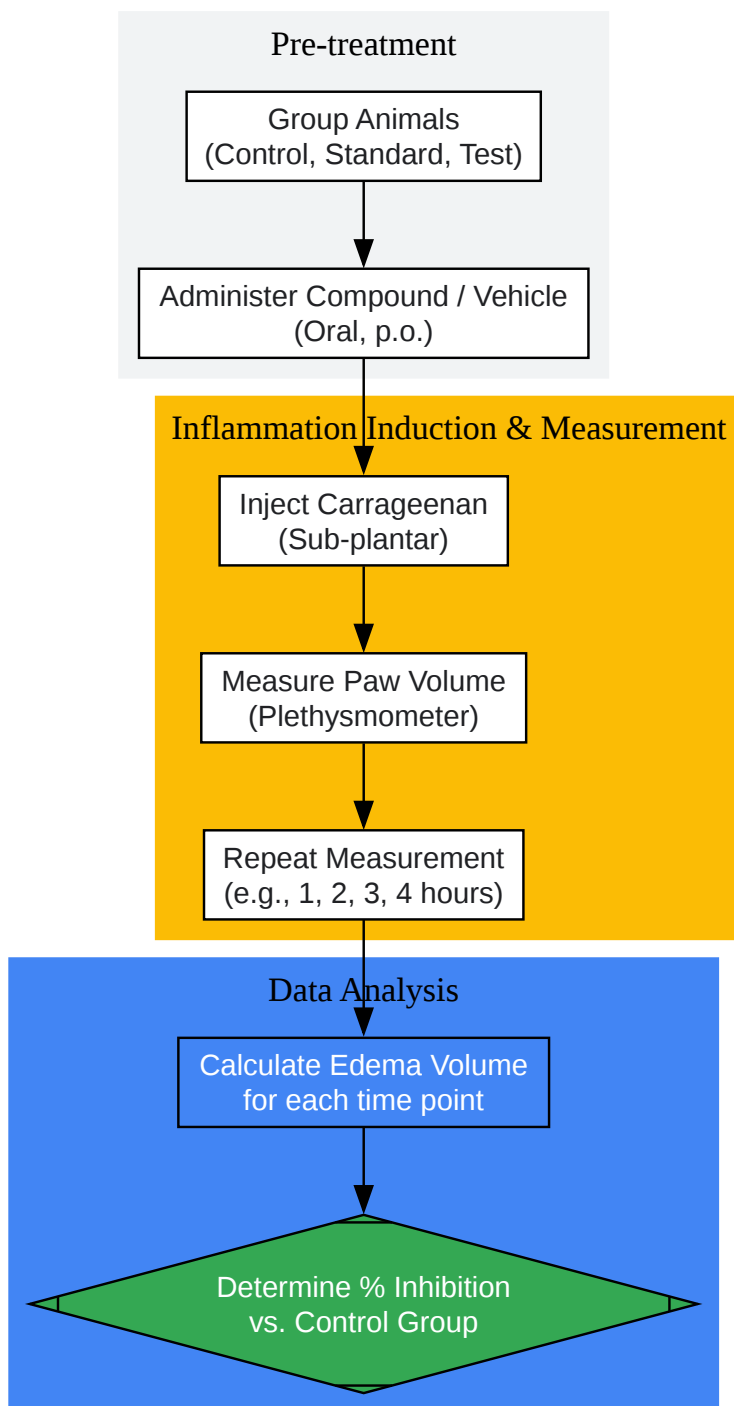 Pre-treatment
Group Animals
(Control, Standard, Test)
Administer Compound / Vehicle
(Oral, p.o.)
Inflammation Induction & Measurement
Inject Carrageenan
(Sub-plantar)
Measure Paw Volume
(Plethysmometer)
Repeat Measurement
(e.g., 1, 2, 3, 4 hours)
Data Analysis
Calculate Edema Volume
for each time point
Determine % Inhibition
vs. Control Group